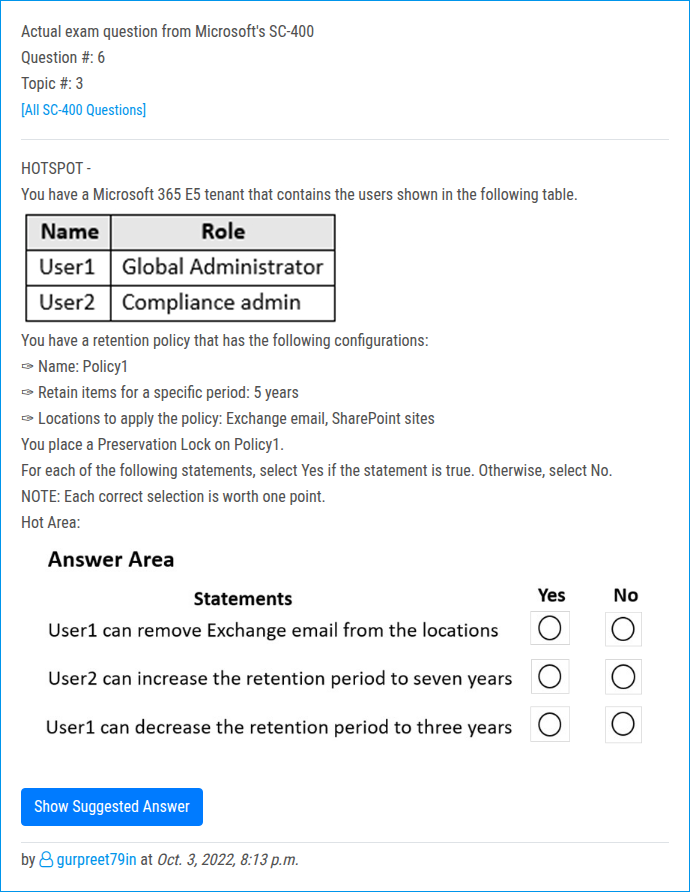 Actual exam question from Microsoft's SC-400
Question #: 6
Topic #: 3
[All SC-400 Questions]
HOTSPOT -
You have a Microsoft 365 E5 tenant that contains the users shown in the following table.
Name Role
User1 Global Administrator
User2 Compliance admin
You have a retention policy that has the following configurations:
✑ Name: Policy1
✑ Retain items for a specific period: 5 years
✑ Locations to apply the policy: Exchange email, SharePoint sites
You place a Preservation Lock on Policy1.
For each of the following statements, select Yes if the statement is true. Otherwise, select No.
NOTE: Each correct selection is worth one point.
Hot Area:
Answer Area
Statements Yes No
User1 can remove Exchange email from the locations
User2 can increase the retention period to seven years
User1 can decrease the retention period to three years
Show Suggested Answer
by gurpreet79in at Oct. 3, 2022, 8:13 p.m.